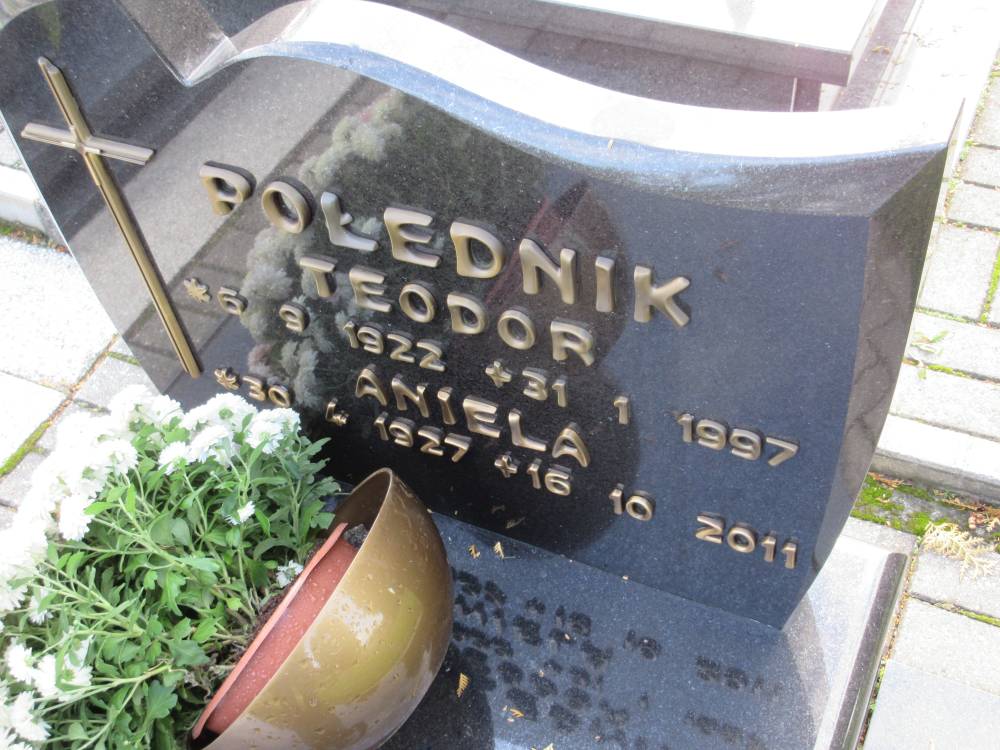 POŁEDNIK
TEODOR
*6 9 1922 +31 1 1997
ANIELA
*30 4 1927 +16 10 2011